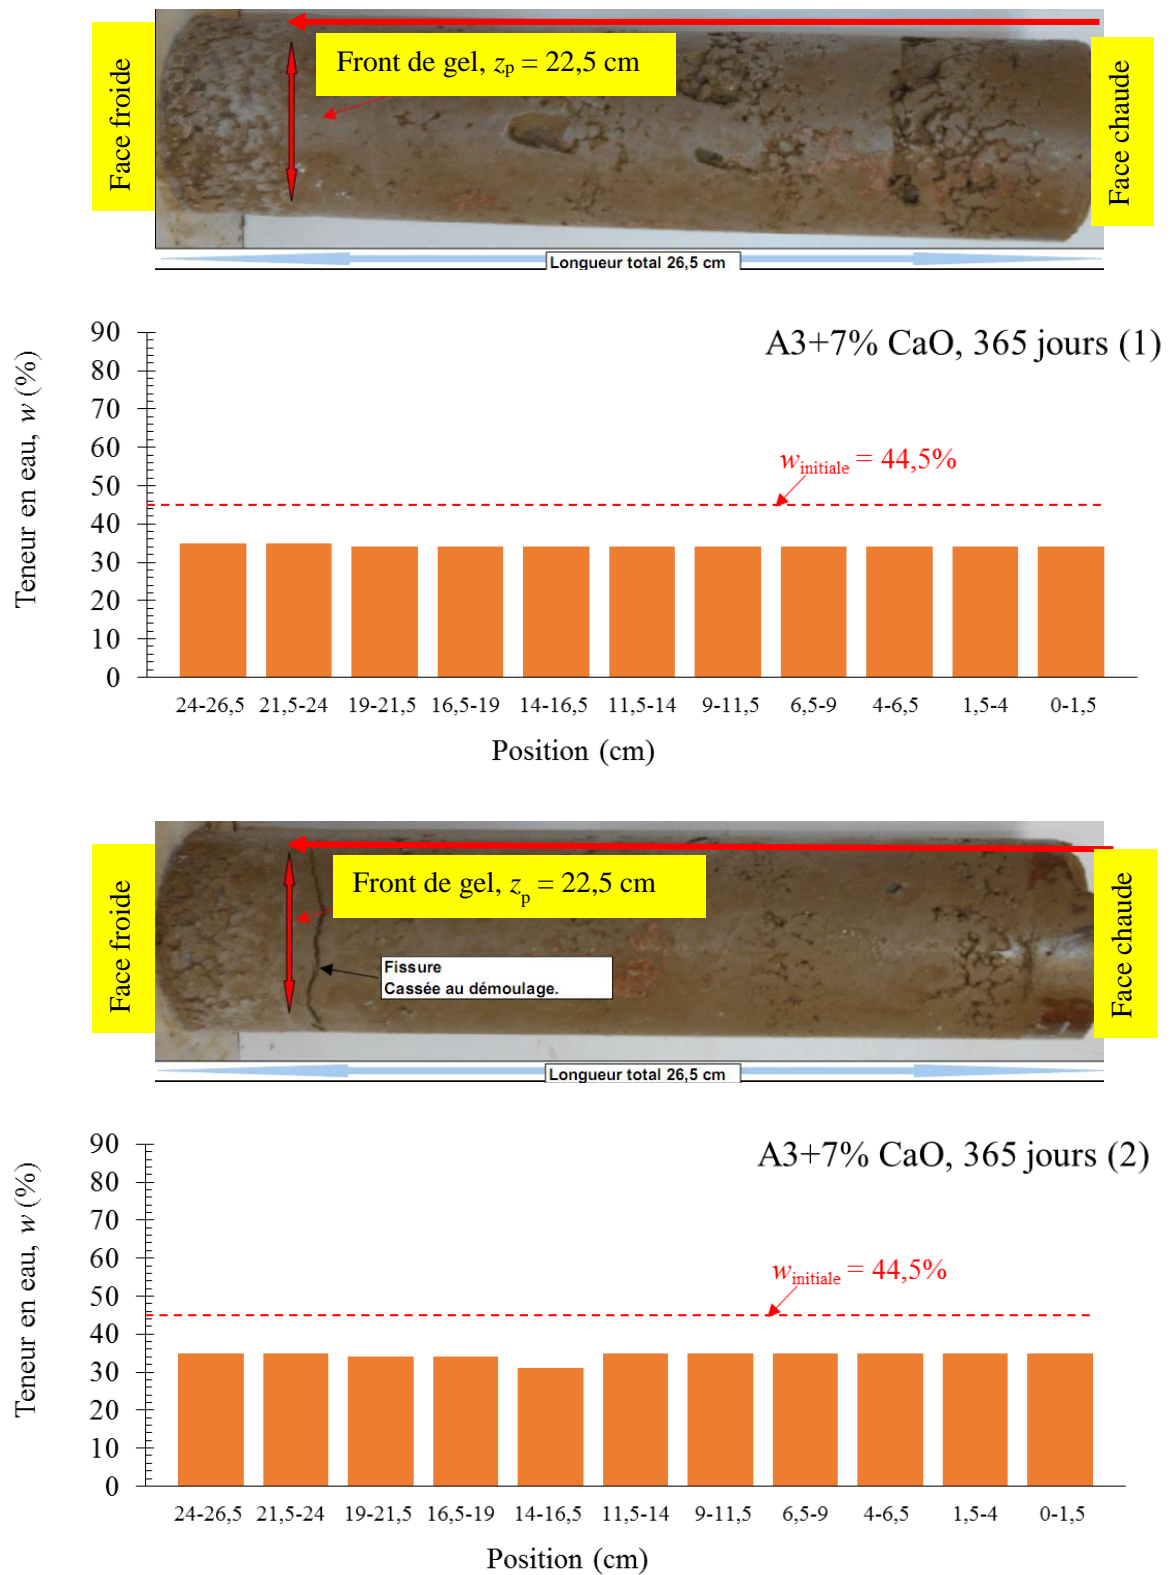 Face froide
Front de gel, zp = 22,5 cm
Face chaude
Longueur total 26,5 cm
A3+7% CaO, 365 jours (1)
Teneur en eau, w (%)
90
80
70
60
50
40
30
20
10
0
winitiale = 44,5%
24-26,5 21,5-24 19-21,5 16,5-19 14-16,5 11,5-14 9-11,5 6,5-9 4-6,5 1,5-4 0-1,5
Position (cm)
Face froide
Front de gel, zp = 22,5 cm
Fissure
Cassée au démoulage.
Face chaude
Longueur total 26,5 cm
A3+7% CaO, 365 jours (2)
Teneur en eau, w (%)
90
80
70
60
50
40
30
20
10
0
winitiale = 44,5%
24-26,5 21,5-24 19-21,5 16,5-19 14-16,5 11,5-14 9-11,5 6,5-9 4-6,5 1,5-4 0-1,5
Position (cm)